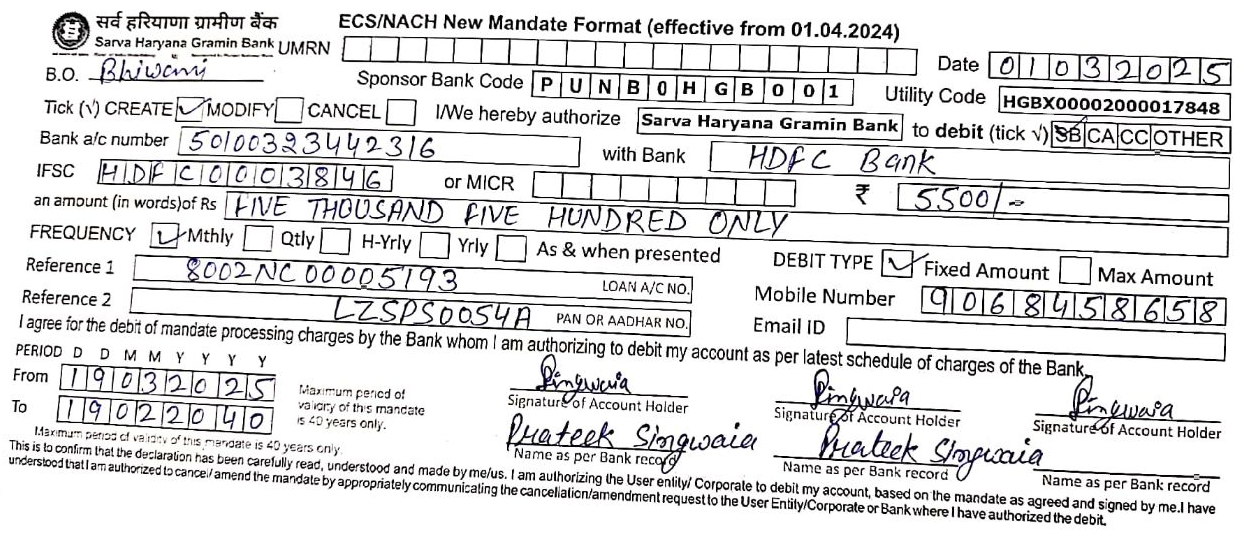 सर्व हरियाणा ग्रामीण बैंक
Sarva Haryana Gramin Bank
ECS/NACH New Mandate Format (effective from 01.04.2024)
UMRN
Date 01032025
B.O. Bhiwani
Sponsor Bank Code PUNB0HGB001
Utility Code HGBX00002000017848
Tick (√) CREATE ✓ MODIFY CANCEL I/We hereby authorize Sarva Haryana Gramin Bank to debit (tick √) SB CA CC OTHER
Bank a/c number 50100323442316 with Bank HDFC Bank
IFSC HDFC0003846 or MICR ₹ 5500/-
an amount (in words)of Rs FIVE THOUSAND FIVE HUNDRED ONLY
FREQUENCY ✓ Mthly Qtly H-Yrly Yrly As & when presented DEBIT TYPE ✓ Fixed Amount Max Amount
Reference 1 8002NC00005193 LOAN A/C NO. Mobile Number 9068458658
Reference 2 LZSPS0054A PAN OR AADHAR NO. Email ID
I agree for the debit of mandate processing charges by the Bank whom I am authorizing to debit my account as per latest schedule of charges of the Bank.
PERIOD D D M M Y Y Y Y
From 19032025
To 19022040
Maximum period of
validity of this mandate
is 40 years only.
Singwaia Singwaia Singwaia
Signature of Account Holder Signature of Account Holder Signature of Account Holder
Prateek Singwaia Prateek Singwaia
Name as per Bank record Name as per Bank record Name as per Bank record
Maximum period of validity of this mandate is 40 years only.
This is to confirm that the declaration has been carefully read, understood and made by me/us. I am authorizing the User entity/ Corporate to debit my account, based on the mandate as agreed and signed by me.I have
understood that I am authorized to cancel/ amend the mandate by appropriately communicating the cancellation/amendment request to the User Entity/Corporate or Bank where I have authorized the debit.